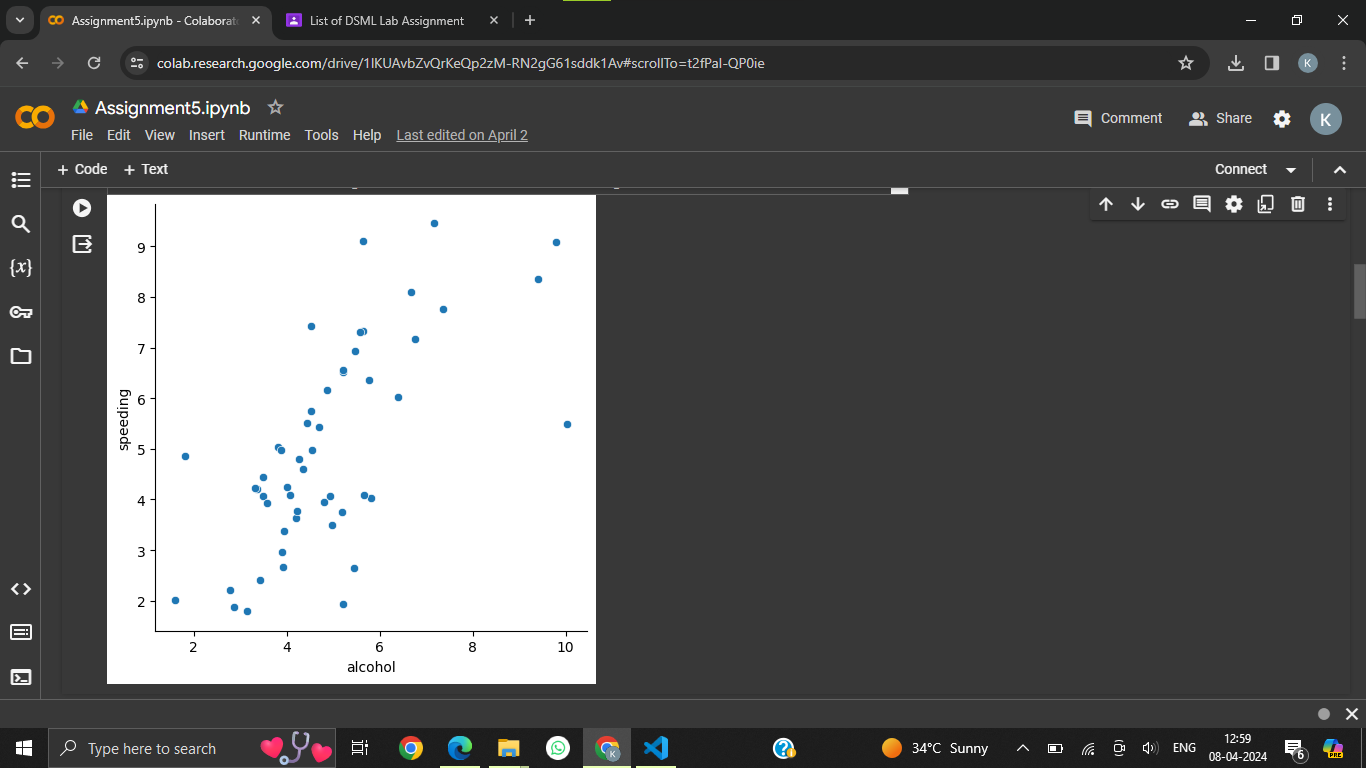 Assignment5.ipynb - Colaborat
List of DSML Lab Assignment
colab.research.google.com/drive/1lKUAvbZvQrKeQp2zM-RN2gG61sddk1Av#scrollTo=t2fPaI-QP0ie
K
Assignment5.ipynb
Comment
Share
K
File Edit View Insert Runtime Tools Help Last edited on April 2
+ Code + Text
Connect
{x}
9
8
7
6
5
4
3
2
speeding
2 4 6 8 10
alcohol
Type here to search
K
34°C Sunny
ENG
12:59
08-04-2024
6
PRE